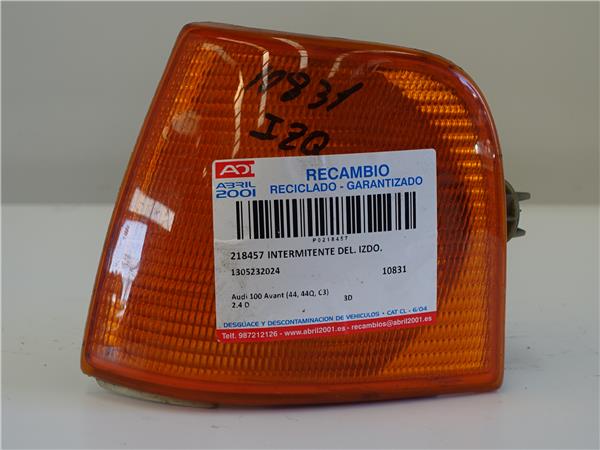 10831
IZQ
AD1
ABRIL
2001
RECAMBIO
RECICLADO - GARANTIZADO
P0218457
218457 INTERMITENTE DEL. IZDO.
1305232024 10831
Audi 100 Avant (44, 44Q, C3)
2.4 D 3D
DESGÜACE Y DESCONTAMINACION DE VEHICULOS • CAT CL - 6/04
Telf. 987212126 - www.abril2001.es - recambios@abril2001.es